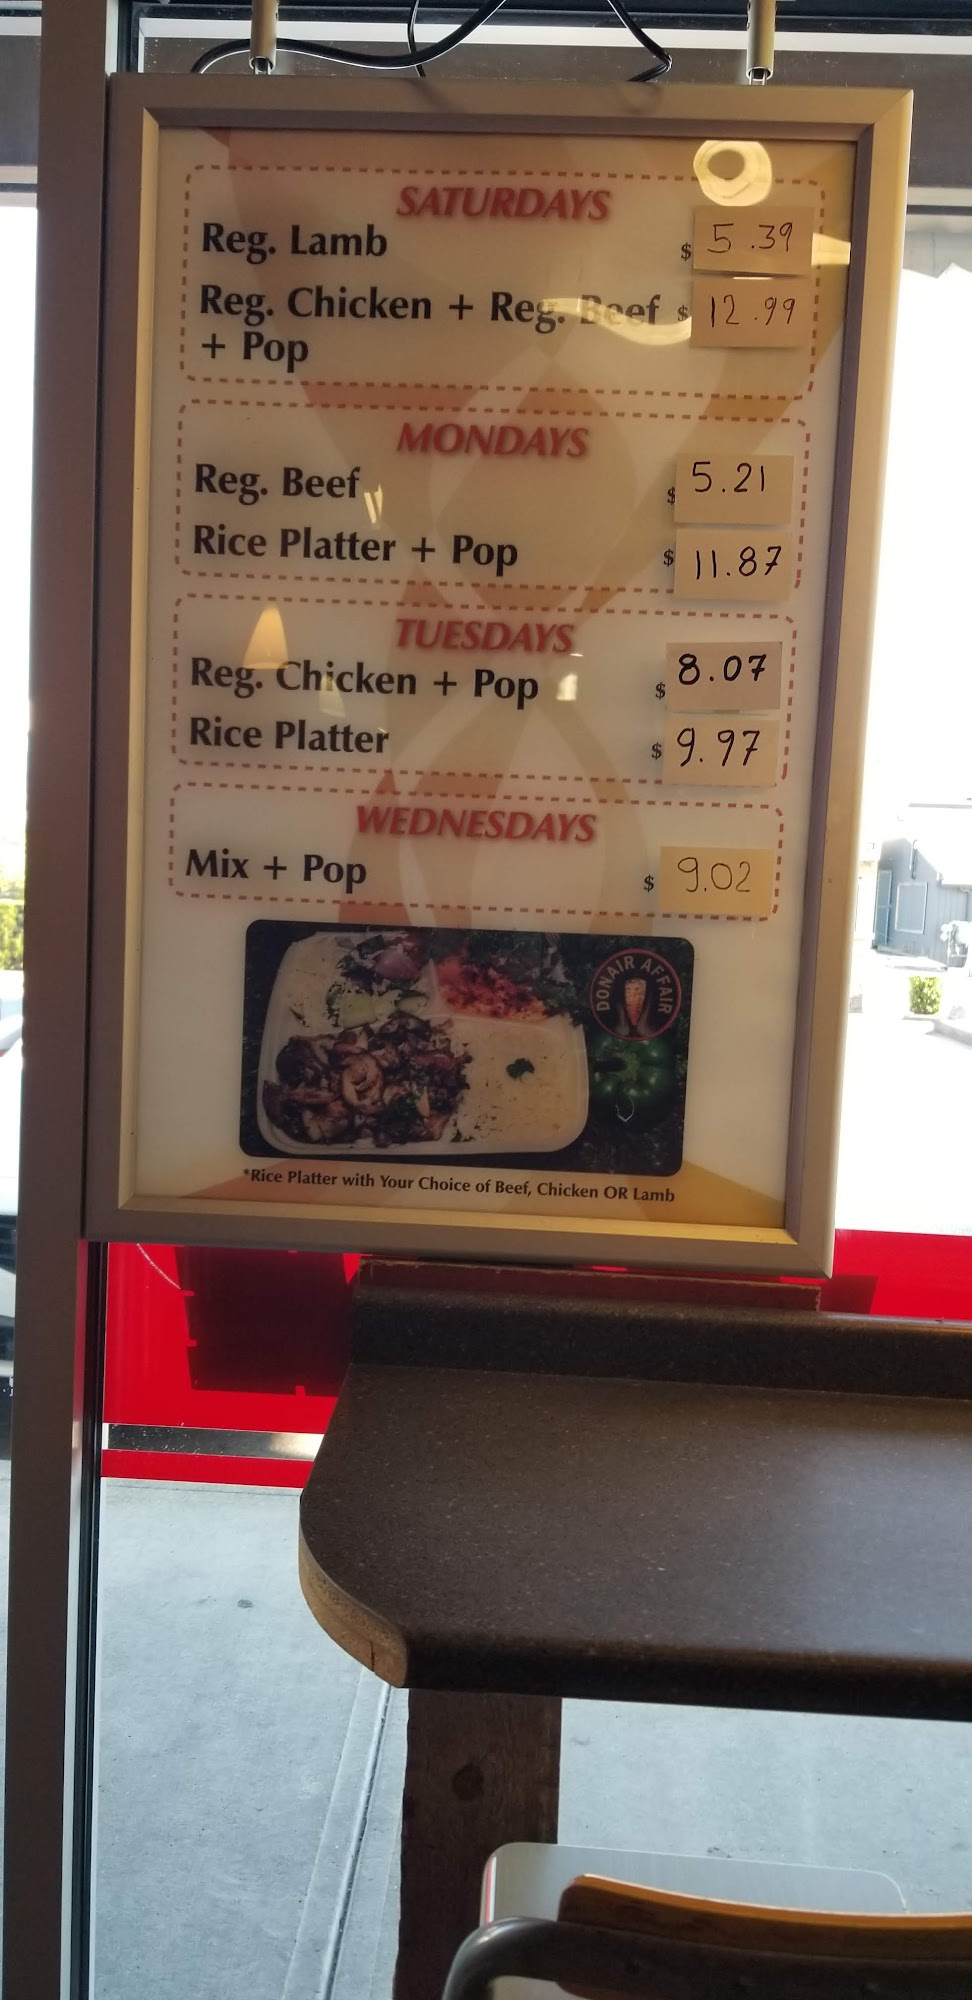 SATURDAYS
Reg. Lamb $ 5.39
Reg. Chicken + Reg. Beef $ 12.99
+ Pop
MONDAYS
Reg. Beef $ 5.21
Rice Platter + Pop $ 11.87
TUESDAYS
Reg. Chicken + Pop $ 8.07
Rice Platter $ 9.97
WEDNESDAYS
Mix + Pop $ 9.02
DONAIR AFFAIR
*Rice Platter with Your Choice of Beef, Chicken OR Lamb